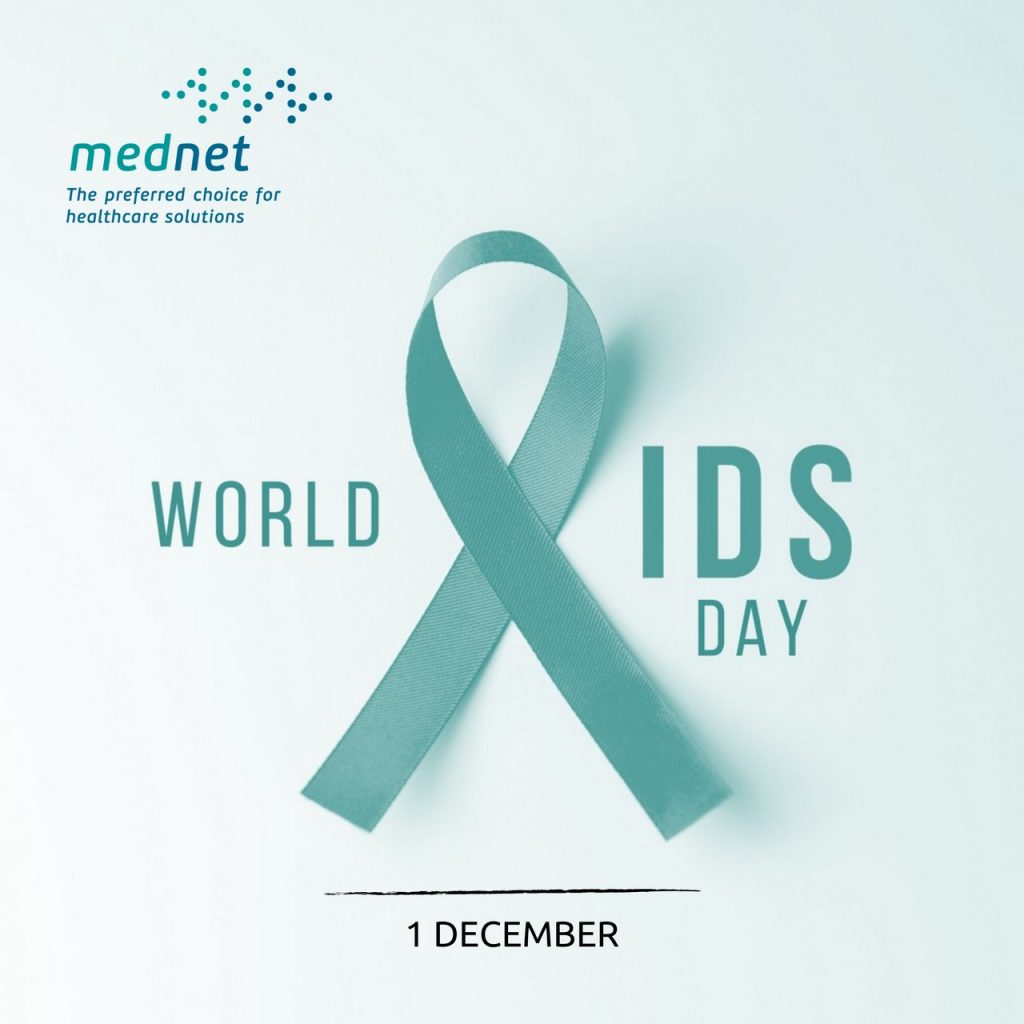 mednet
The preferred choice for
healthcare solutions
WORLD
IDS
DAY
1 DECEMBER